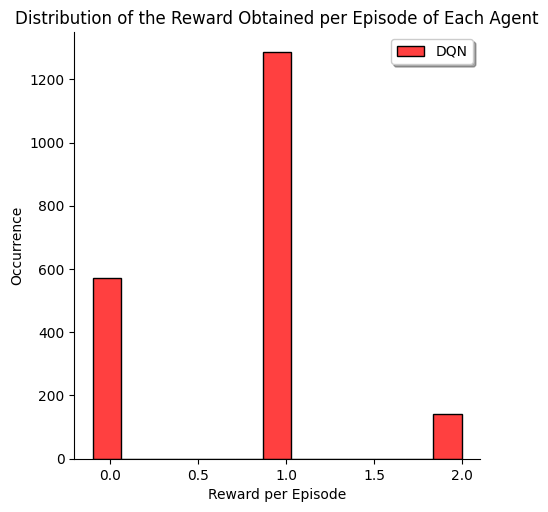 Distribution of the Reward Obtained per Episode of Each Agent
DQN
1200
1000
800
600
400
200
0
Occurrence
0.0 0.5 1.0 1.5 2.0
Reward per Episode